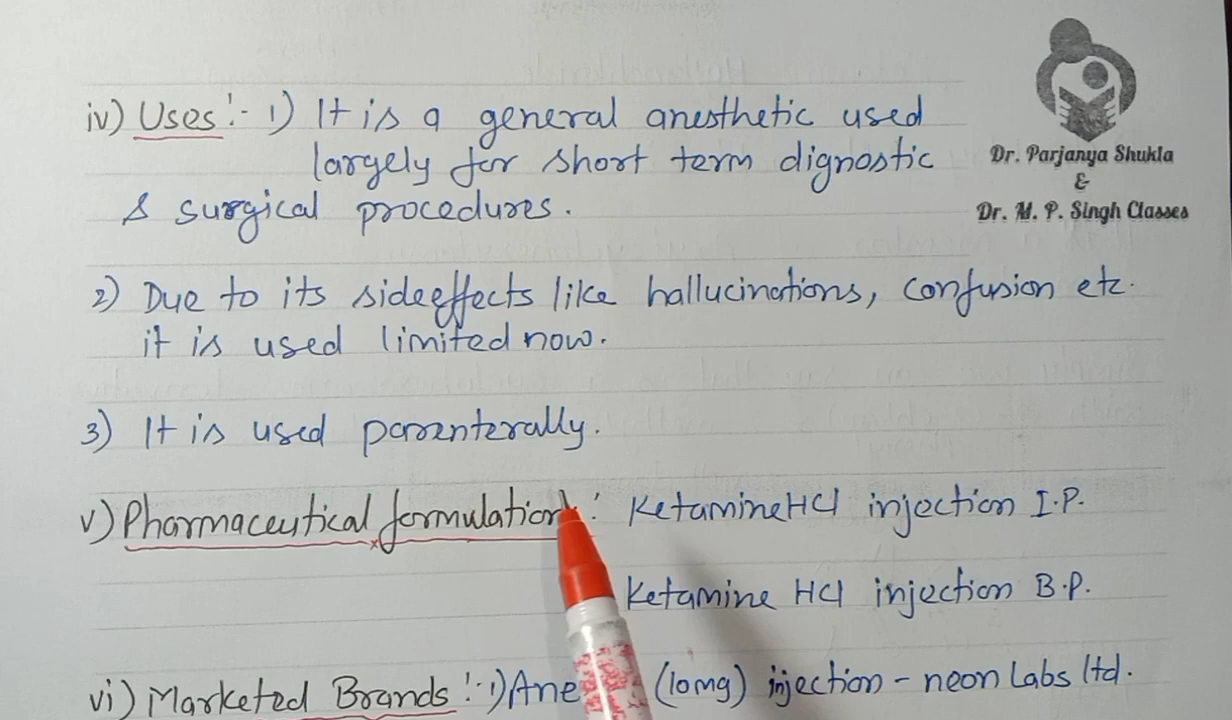 iv) Uses :- 1) It is a general anesthetic used
largely for short term dignostic
& surgical procedures.
Dr. Parjanya Shukla
&
Dr. M. P. Singh Classes
2) Due to its sideeffects like hallucinations, confusion etc.
it is used limited now.
3) It is used parenterally.
v) Pharmaceutical formulation : Ketamine HCl injection I.P.
Ketamine HCl injection B.P.
vi) Marketed Brands :- 1) Ane (10mg) injection - neon Labs ltd.